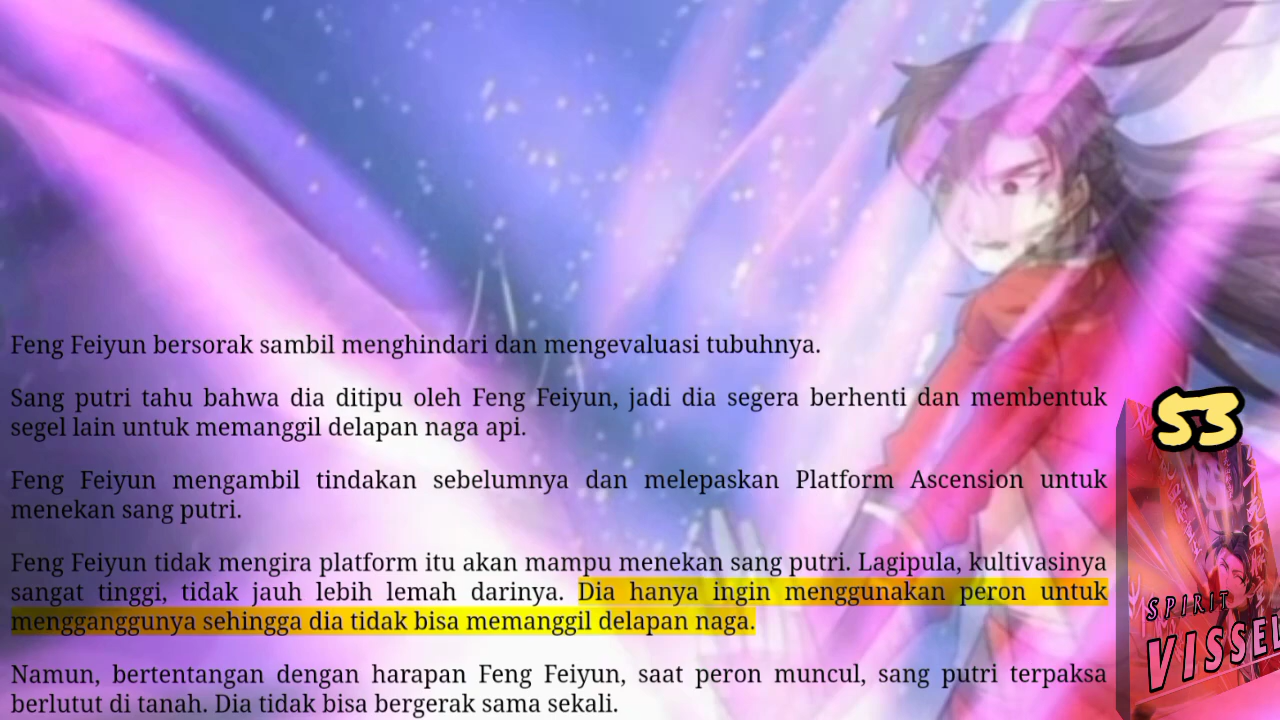 Feng Feiyun bersorak sambil menghindari dan mengevaluasi tubuhnya.
Sang putri tahu bahwa dia ditipu oleh Feng Feiyun, jadi dia segera berhenti dan membentuk
segel lain untuk memanggil delapan naga api.
Feng Feiyun mengambil tindakan sebelumnya dan melepaskan Platform Ascension untuk
menekan sang putri.
Feng Feiyun tidak mengira platform itu akan mampu menekan sang putri. Lagipula, kultivasinya
sangat tinggi, tidak jauh lebih lemah darinya. Dia hanya ingin menggunakan peron untuk
mengganggunya sehingga dia tidak bisa memanggil delapan naga.
Namun, bertentangan dengan harapan Feng Feiyun, saat peron muncul, sang putri terpaksa
berlutut di tanah. Dia tidak bisa bergerak sama sekali.
53
SPIRIT
VISSEL